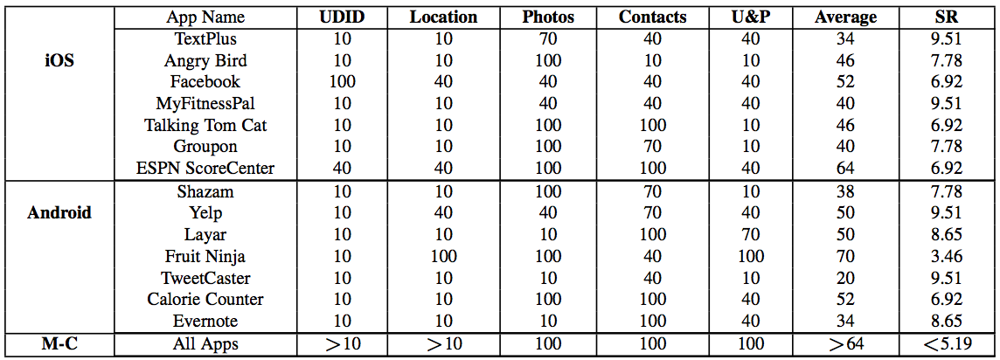 App Name UDID Location Photos Contacts U&P Average SR
TextPlus 10 10 70 40 40 34 9.51
iOS Angry Bird 10 10 100 10 10 46 7.78
Facebook 100 40 40 40 40 52 6.92
MyFitnessPal 10 10 40 40 40 40 9.51
Talking Tom Cat 10 10 100 100 10 46 6.92
Groupon 10 10 100 70 10 40 7.78
ESPN ScoreCenter 40 40 100 100 40 64 6.92
Shazam 10 10 100 70 10 38 7.78
Android Yelp 10 40 40 70 40 50 9.51
Layar 10 10 10 100 70 50 8.65
Fruit Ninja 10 100 100 40 100 70 3.46
TweetCaster 10 10 10 40 10 20 9.51
Calorie Counter 10 10 100 100 40 52 6.92
Evernote 10 10 10 100 40 34 8.65
M-C All Apps >10 >10 100 100 100 >64 <5.19